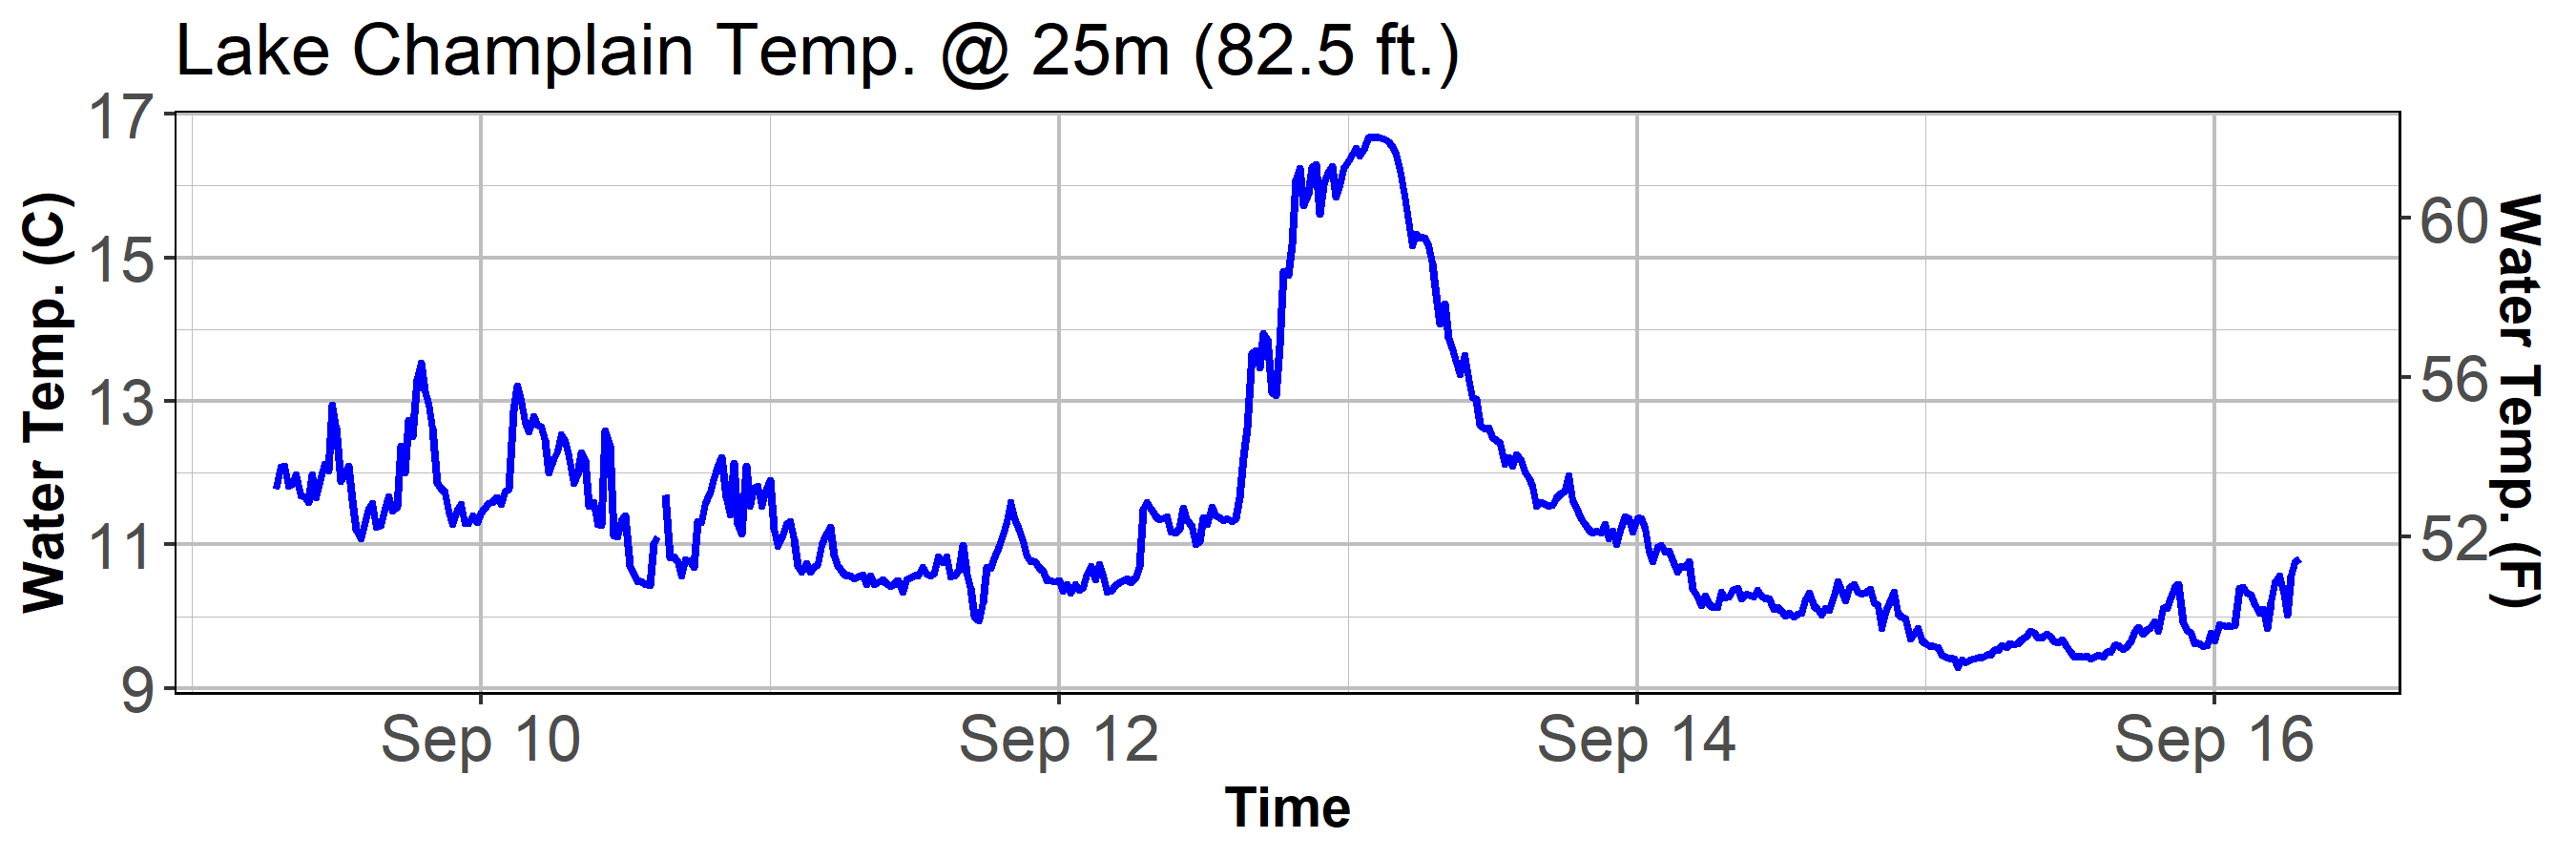 Lake Champlain Temp. @ 25m (82.5 ft.)
Water Temp. (C)
17
15
13
11
9
60
56
52
Water Temp. (F)
Sep 10 Sep 12 Sep 14 Sep 16
Time